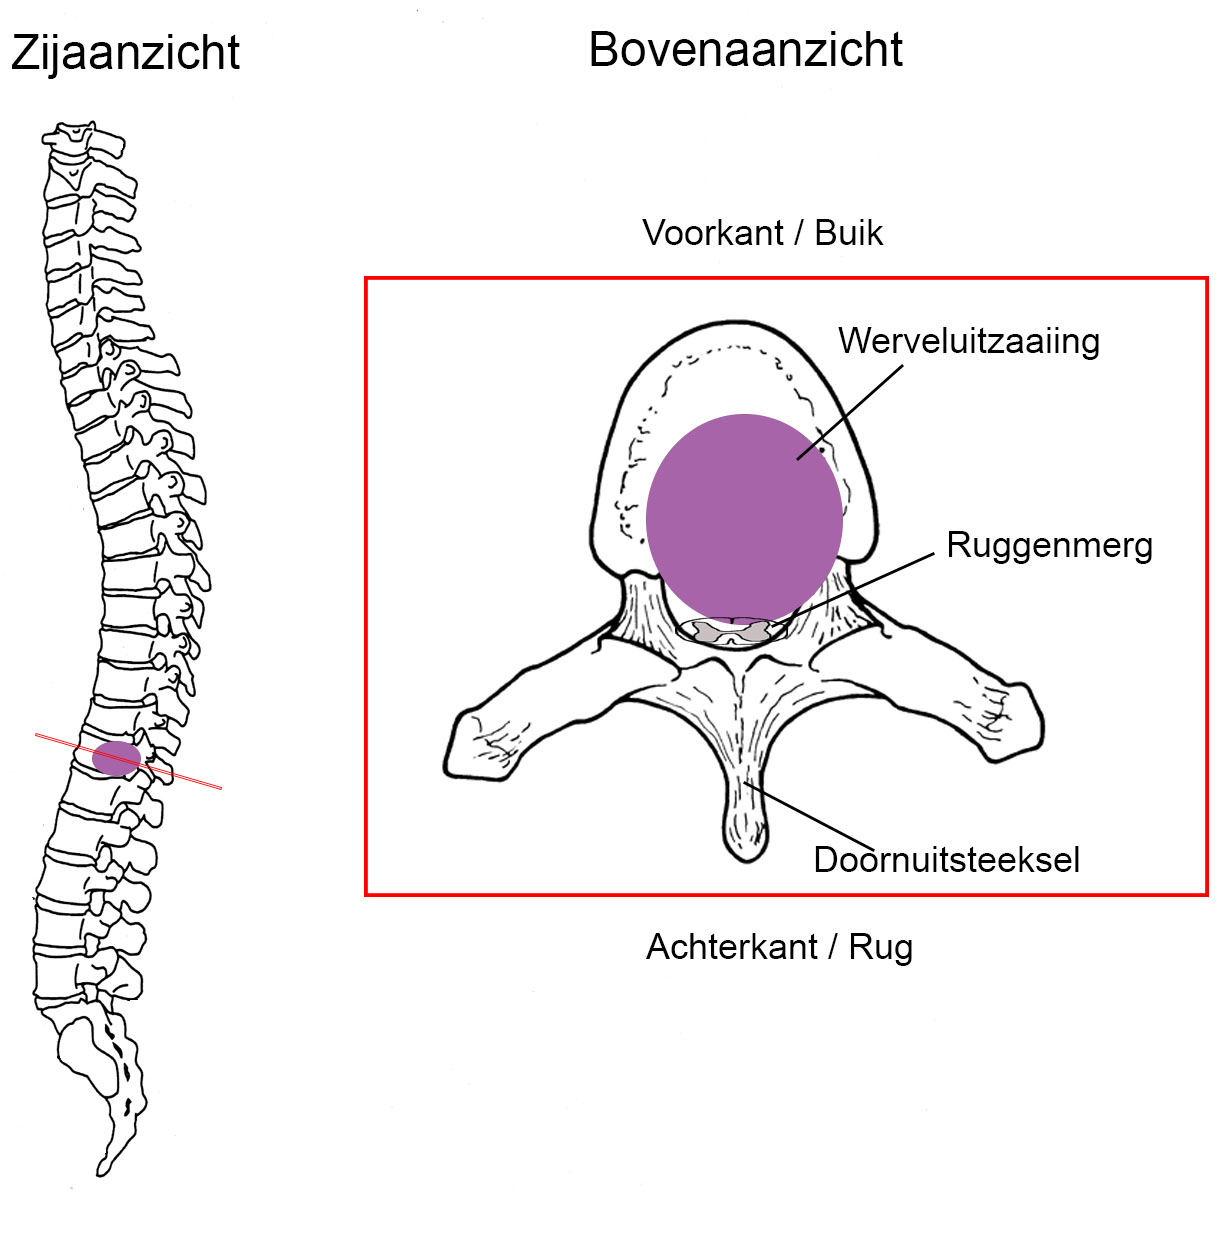 Zijaanzicht
Bovenaanzicht
Voorkant / Buik
Werveluitzaaiing
Ruggenmerg
Doornuitsteeksel
Achterkant / Rug